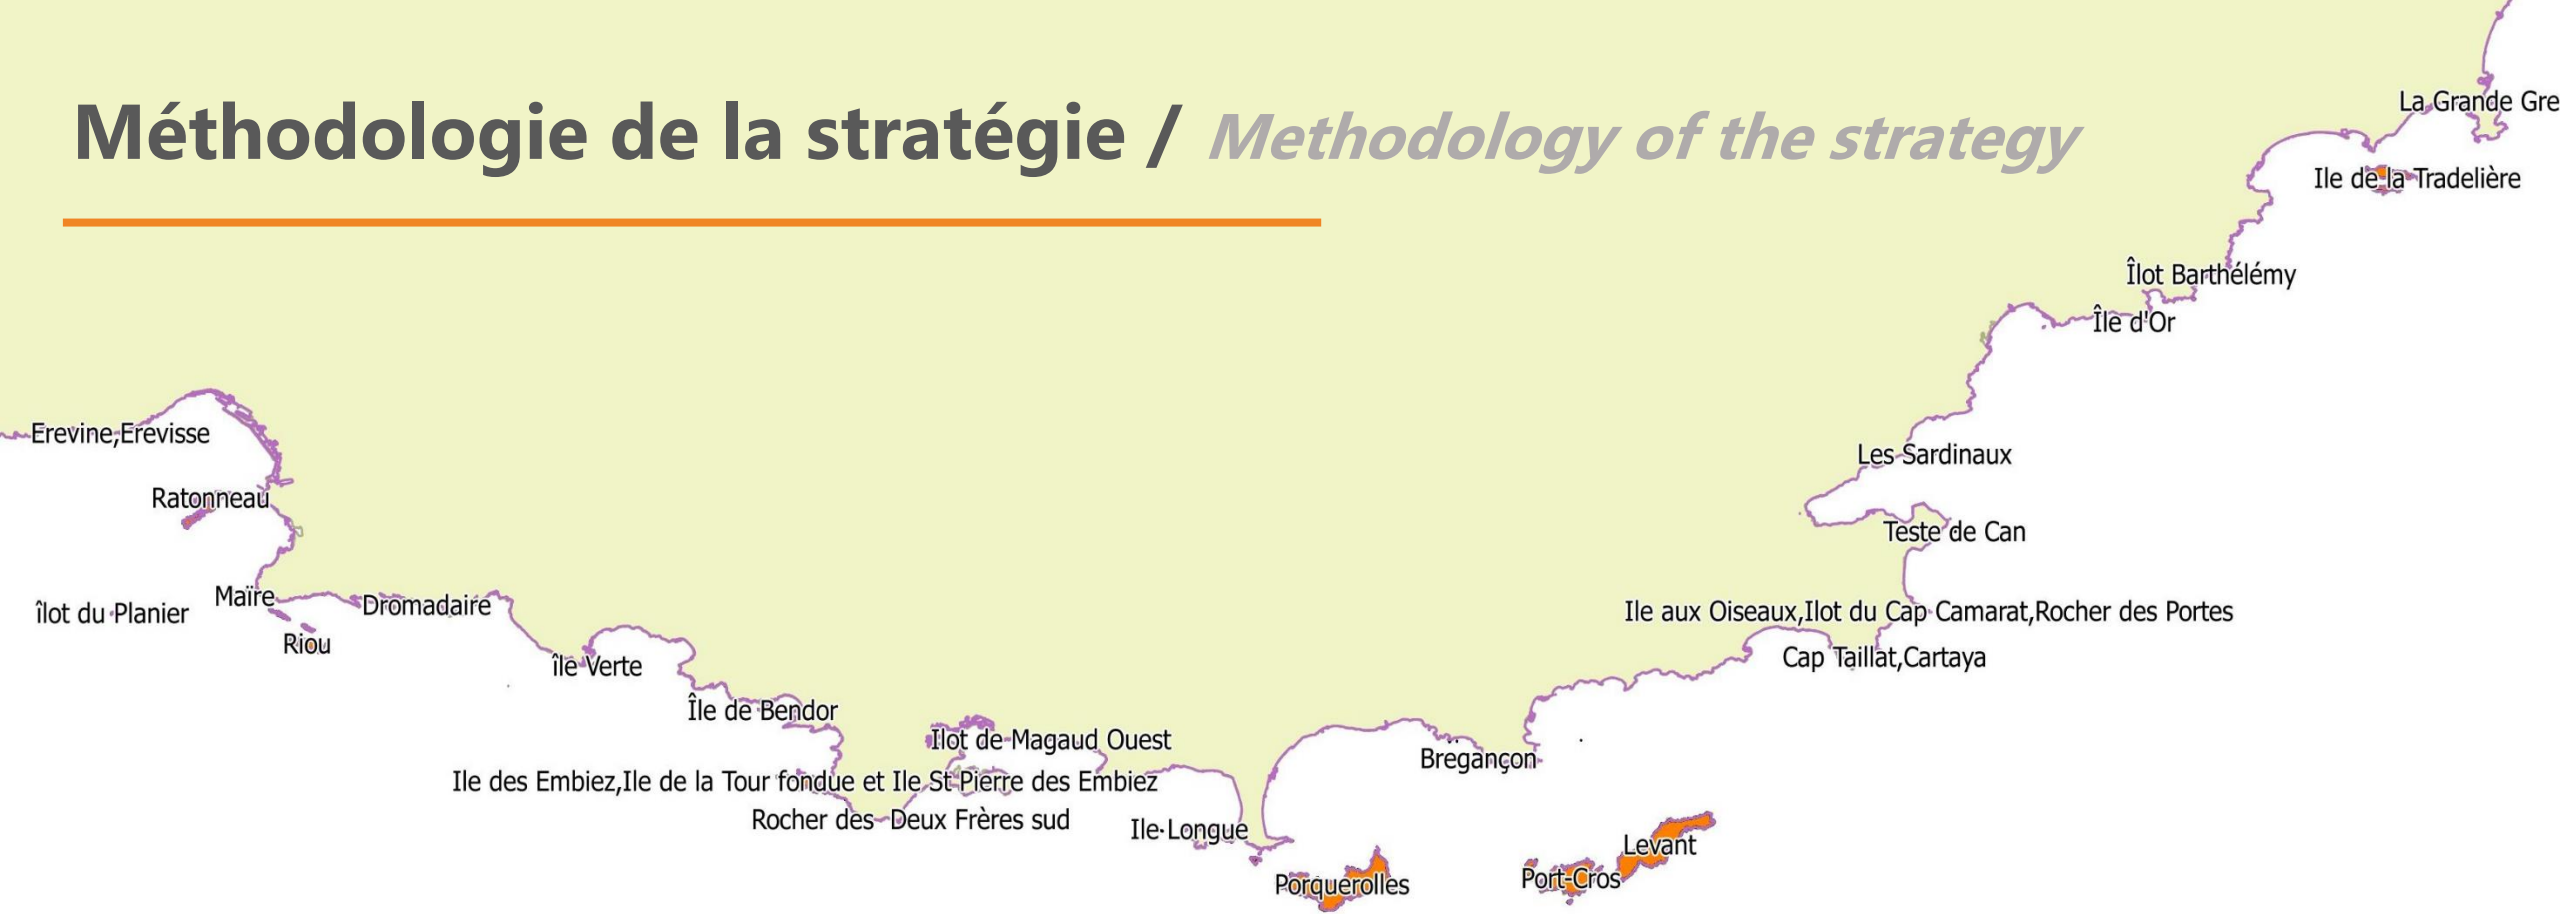 Méthodologie de la stratégie / Methodology of the strategy
La Grande Gre
Ile de la Tradelière
Îlot Barthélémy
Île d'Or
Erevine,Erevisse
Les Sardinaux
Ratonneau
Teste de Can
Maïre
Dromadaire
îlot du Planier
Ile aux Oiseaux,Ilot du Cap Camarat,Rocher des Portes
Riou
île Verte
Cap Taillat,Cartaya
Île de Bendor
Ilot de Magaud Ouest
Bregançon
Ile des Embiez,Ile de la Tour fondue et Ile St Pierre des Embiez
Rocher des Deux Frères sud
Ile Longue
Levant
Port-Cros
Porquerolles